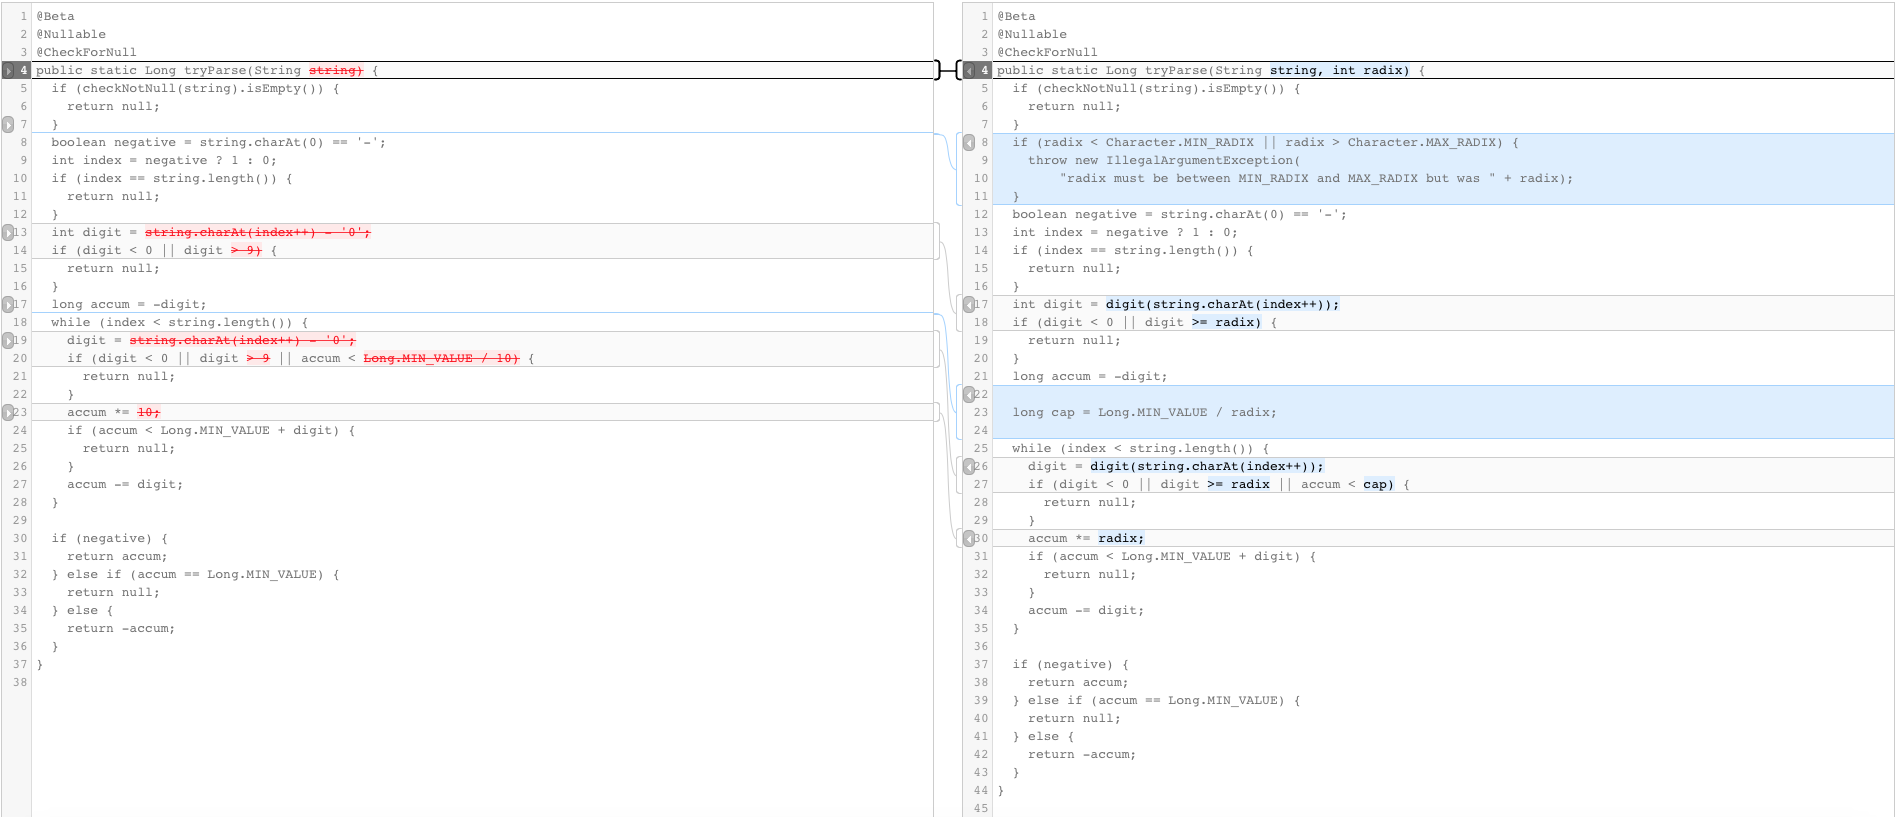 1 @Beta
2 @Nullable
3 @CheckForNull
4 public static Long tryParse(String string) {
5   if (checkNotNull(string).isEmpty()) {
6     return null;
7   }
8   boolean negative = string.charAt(0) == '-';
9   int index = negative ? 1 : 0;
10   if (index == string.length()) {
11     return null;
12   }
13   int digit = string.charAt(index++) - '0';
14   if (digit < 0 || digit > 9) {
15     return null;
16   }
17   long accum = -digit;
18   while (index < string.length()) {
19     digit = string.charAt(index++) - '0';
20     if (digit < 0 || digit > 9 || accum < Long.MIN_VALUE / 10) {
21       return null;
22     }
23     accum *= 10;
24     if (accum < Long.MIN_VALUE + digit) {
25       return null;
26     }
27     accum -= digit;
28   }
29
30   if (negative) {
31     return accum;
32   } else if (accum == Long.MIN_VALUE) {
33     return null;
34   } else {
35     return -accum;
36   }
37 }
38
1 @Beta
2 @Nullable
3 @CheckForNull
4 public static Long tryParse(String string, int radix) {
5   if (checkNotNull(string).isEmpty()) {
6     return null;
7   }
8   if (radix < Character.MIN_RADIX || radix > Character.MAX_RADIX) {
9     throw new IllegalArgumentException(
10         "radix must be between MIN_RADIX and MAX_RADIX but was " + radix);
11   }
12   boolean negative = string.charAt(0) == '-';
13   int index = negative ? 1 : 0;
14   if (index == string.length()) {
15     return null;
16   }
17   int digit = digit(string.charAt(index++));
18   if (digit < 0 || digit >= radix) {
19     return null;
20   }
21   long accum = -digit;
22
23   long cap = Long.MIN_VALUE / radix;
24
25   while (index < string.length()) {
26     digit = digit(string.charAt(index++));
27     if (digit < 0 || digit >= radix || accum < cap) {
28       return null;
29     }
30     accum *= radix;
31     if (accum < Long.MIN_VALUE + digit) {
32       return null;
33     }
34     accum -= digit;
35   }
36
37   if (negative) {
38     return accum;
39   } else if (accum == Long.MIN_VALUE) {
40     return null;
41   } else {
42     return -accum;
43   }
44 }
45